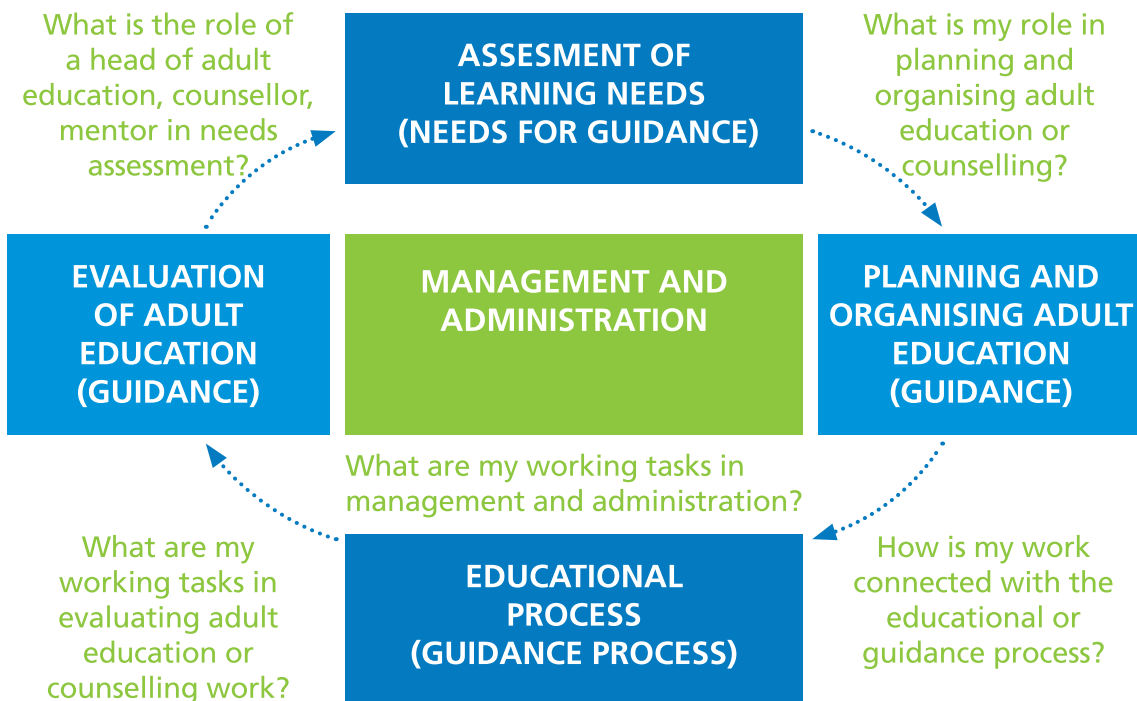 What is the role of
a head of adult
education, counsellor,
mentor in needs
assessment?
ASSESMENT OF
LEARNING NEEDS
(NEEDS FOR GUIDANCE)
What is my role in
planning and
organising adult
education or
counselling?
EVALUATION
OF ADULT
EDUCATION
(GUIDANCE)
MANAGEMENT AND
ADMINISTRATION
PLANNING AND
ORGANISING ADULT
EDUCATION
(GUIDANCE)
What are my working tasks in
management and administration?
What are my
working tasks in
evaluating adult
education or
counselling work?
EDUCATIONAL
PROCESS
(GUIDANCE PROCESS)
How is my work
connected with the
educational or
guidance process?